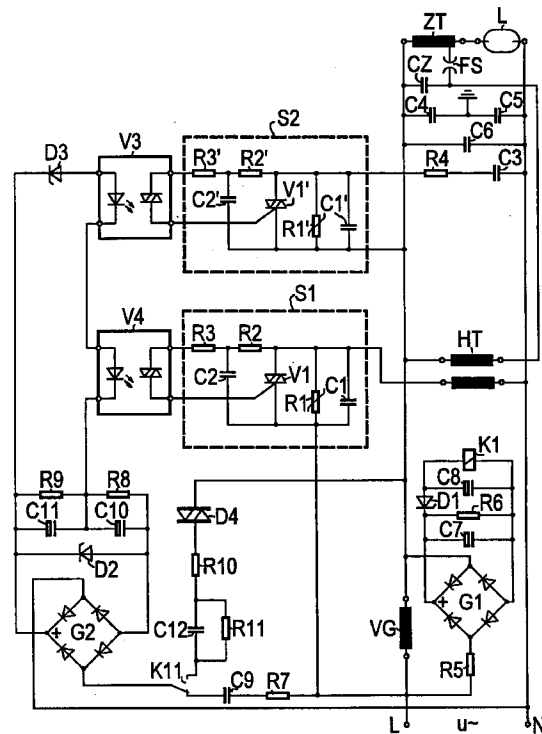 ZT L
CZ FS
C4 C5
C6
S2
D3 V3 R3' R2' R4 C3
C2' V1' R1' C1'
S1
V4 R3 R2 HT
C2 V1 R1 C1
K1
R9 R8 C8
D1 R6
C11 C10 D4 C7
D2 R10
G2 C12 R11 VG G1
K11 C9 R7 R5
L u~ N